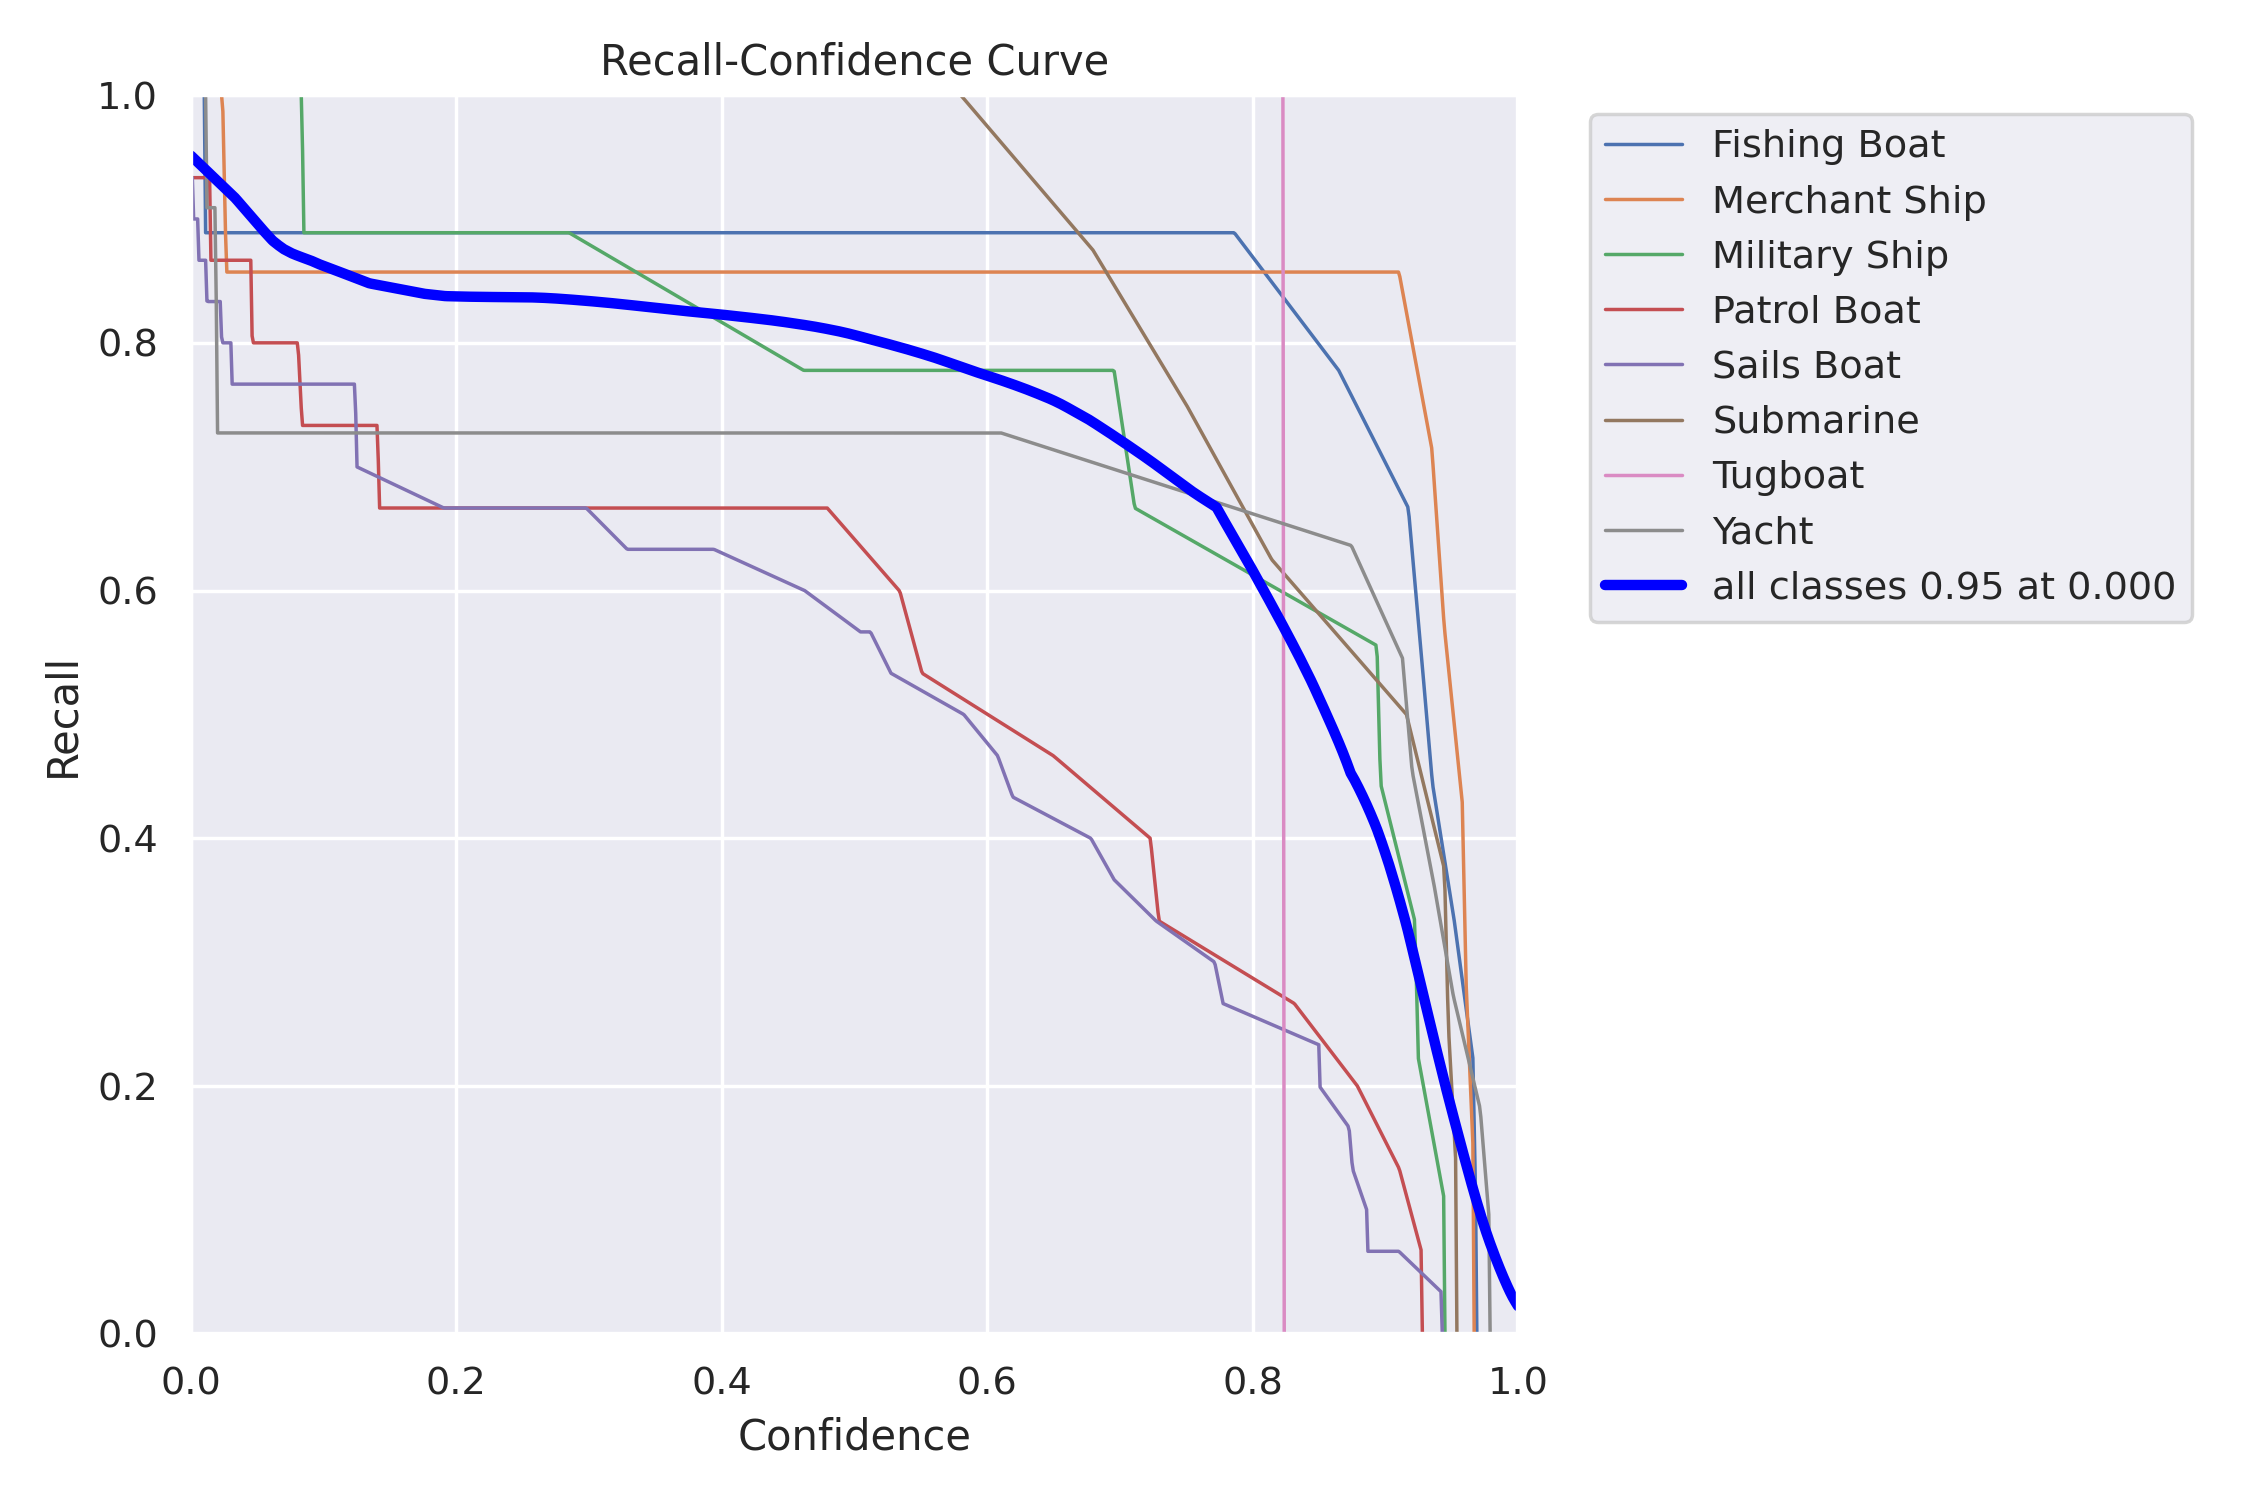 Recall-Confidence Curve
1.0
0.8
0.6
0.4
0.2
0.0
Recall
0.0 0.2 0.4 0.6 0.8 1.0
Confidence
Fishing Boat
Merchant Ship
Military Ship
Patrol Boat
Sails Boat
Submarine
Tugboat
Yacht
all classes 0.95 at 0.000